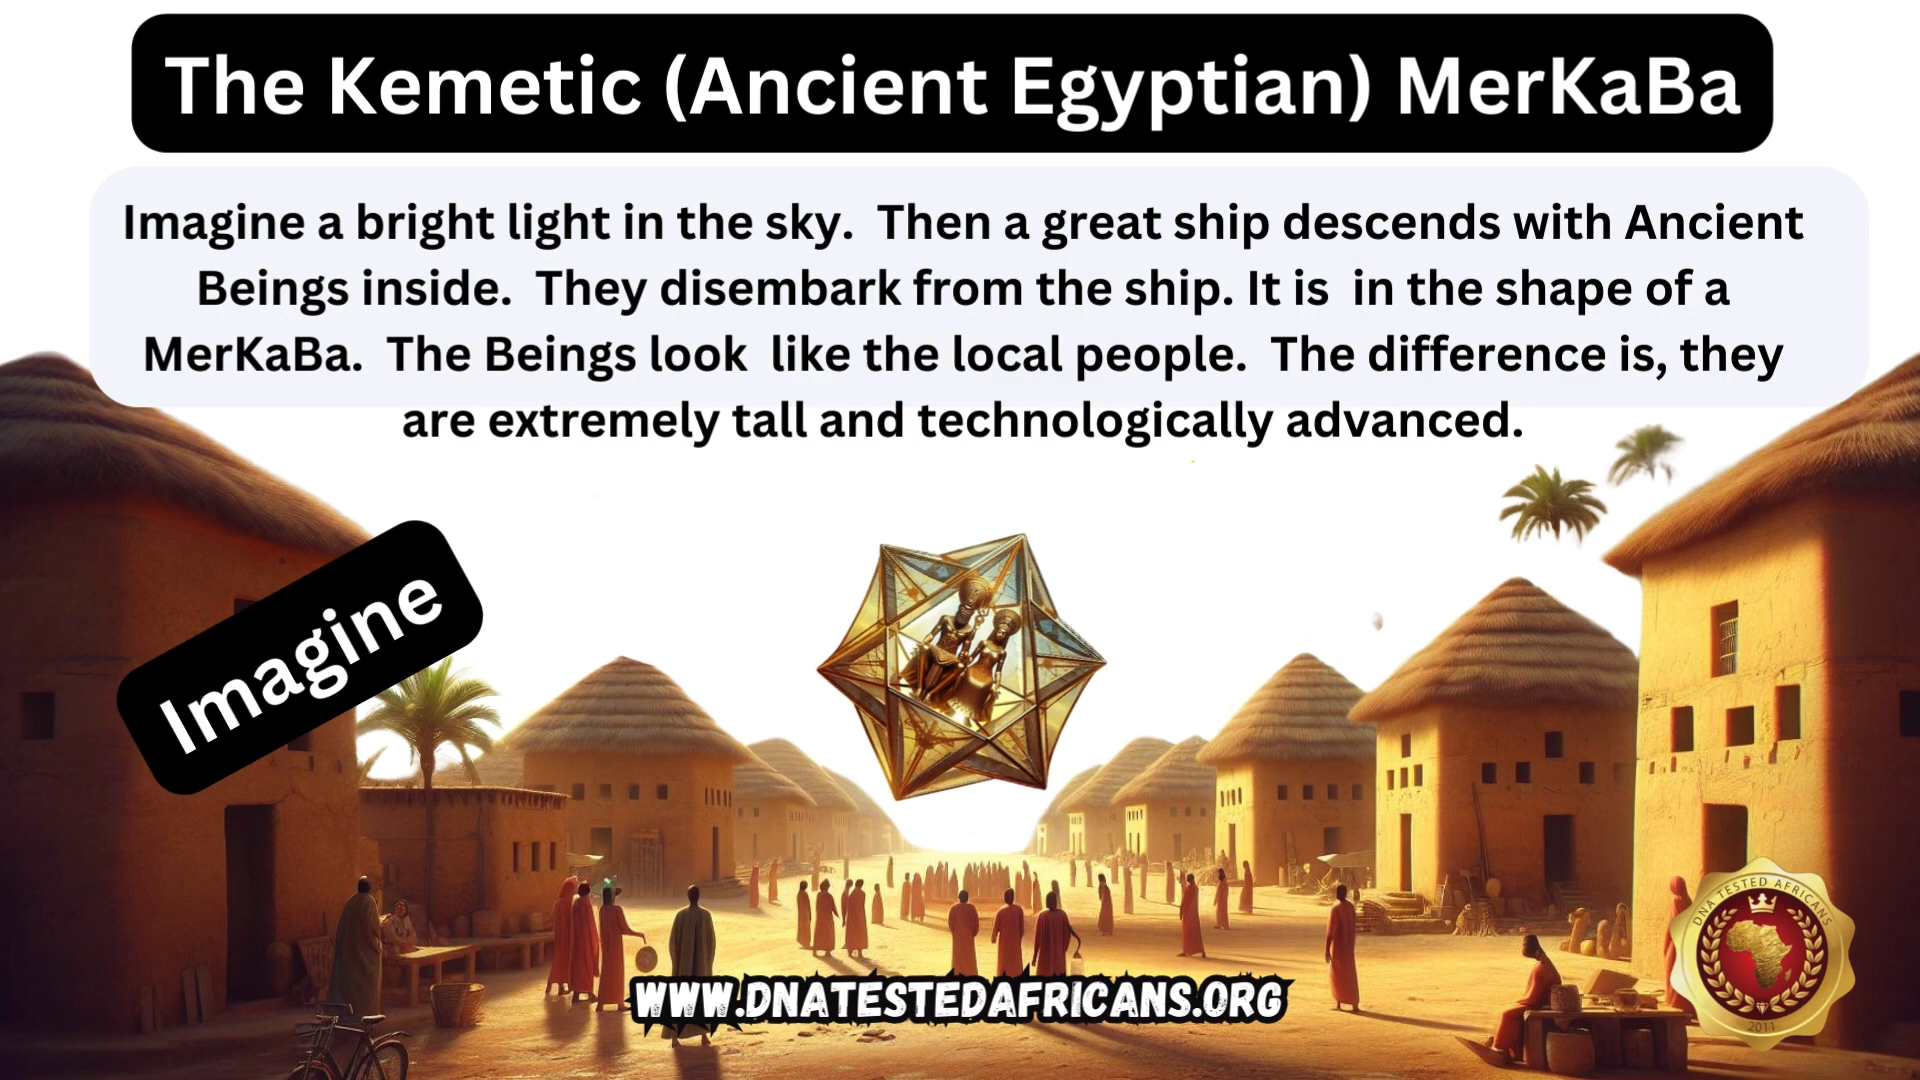 The Kemetic (Ancient Egyptian) MerKaBa
Imagine a bright light in the sky.  Then a great ship descends with Ancient
Beings inside.  They disembark from the ship. It is  in the shape of a
MerKaBa.  The Beings look  like the local people.  The difference is, they
are extremely tall and technologically advanced.
Imagine
WWW.DNATESTEDAFRICANS.ORG
DNA TESTED AFRICANS
2011